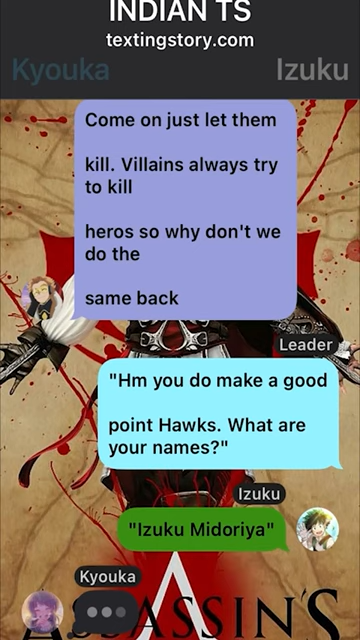 INDIAN TS
textingstory.com
Kyouka
Izuku
Come on just let them
kill. Villains always try
to kill
heros so why don't we
do the
same back
Leader
"Hm you do make a good
point Hawks. What are
your names?"
Izuku
"Izuku Midoriya"
Kyouka
ASSASSIN'S